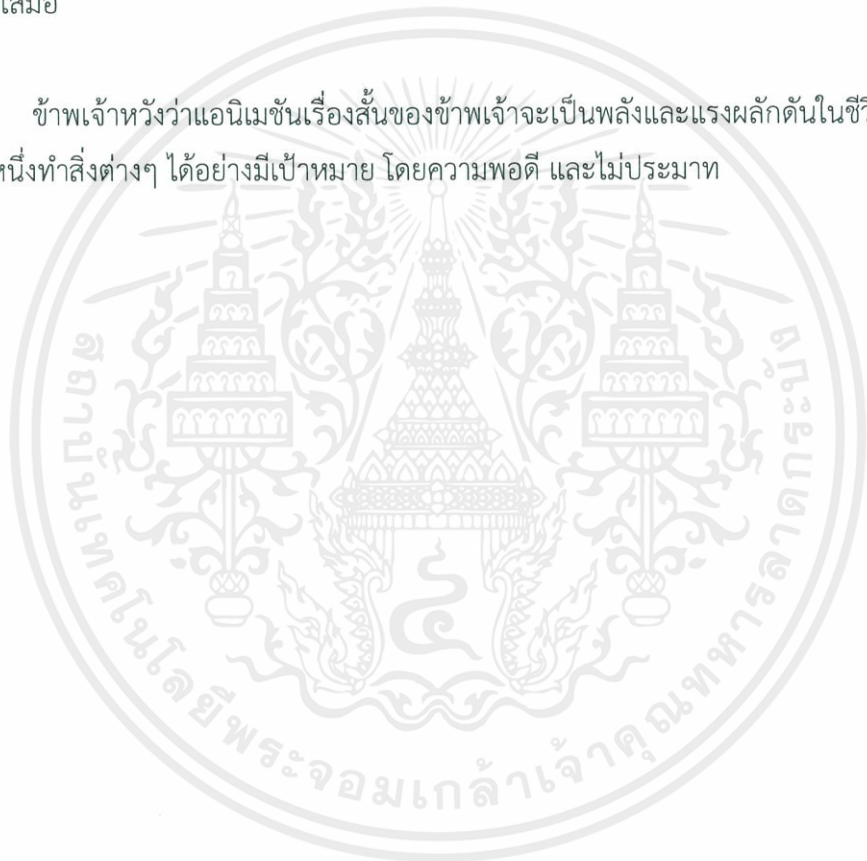 เสมอ
ข้าพเจ้าหวังว่าแอนิเมชันเรื่องสั้นของข้าพเจ้าจะเป็นพลังและแรงผลักดันในชีวิ
หนึ่งทำสิ่งต่างๆ ได้อย่างมีเป้าหมาย โดยความพอดี และไม่ประมาท
สถาบันเทคโนโลยีพระจอมเกล้าเจ้าคุณทหารลาดกระบัง